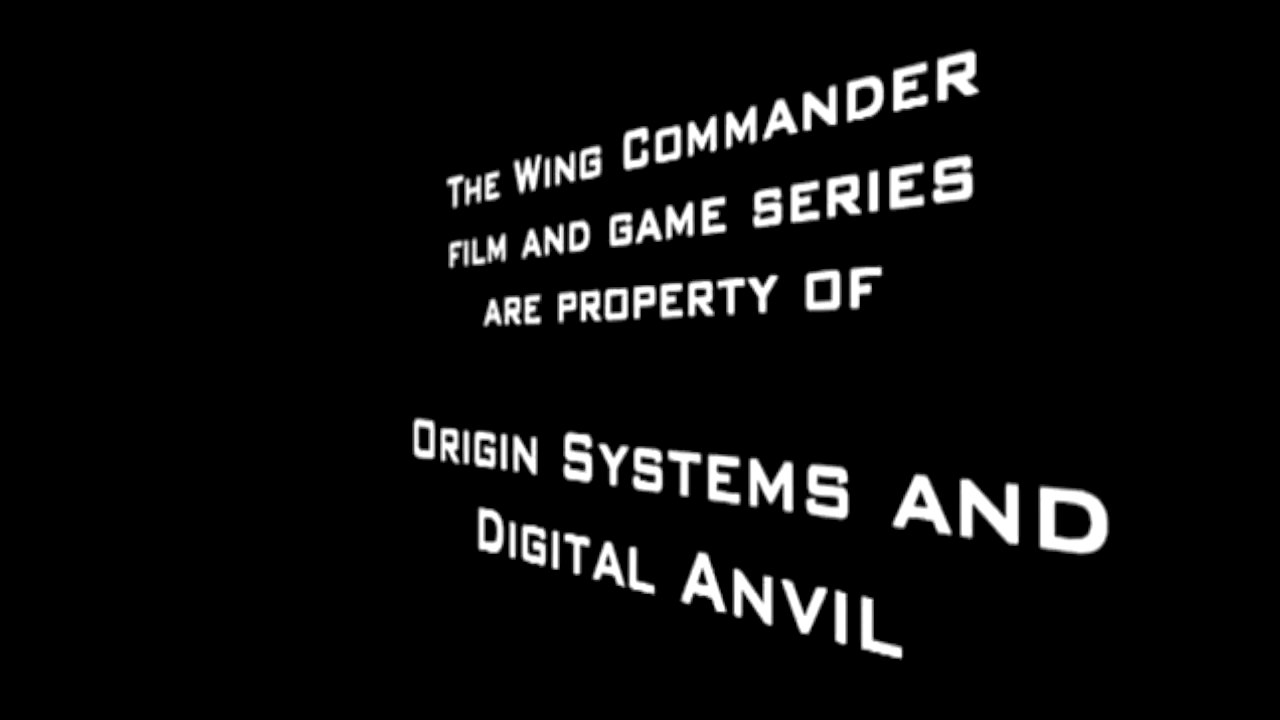 The Wing Commander
film and game series
are property of
Origin Systems and
Digital Anvil